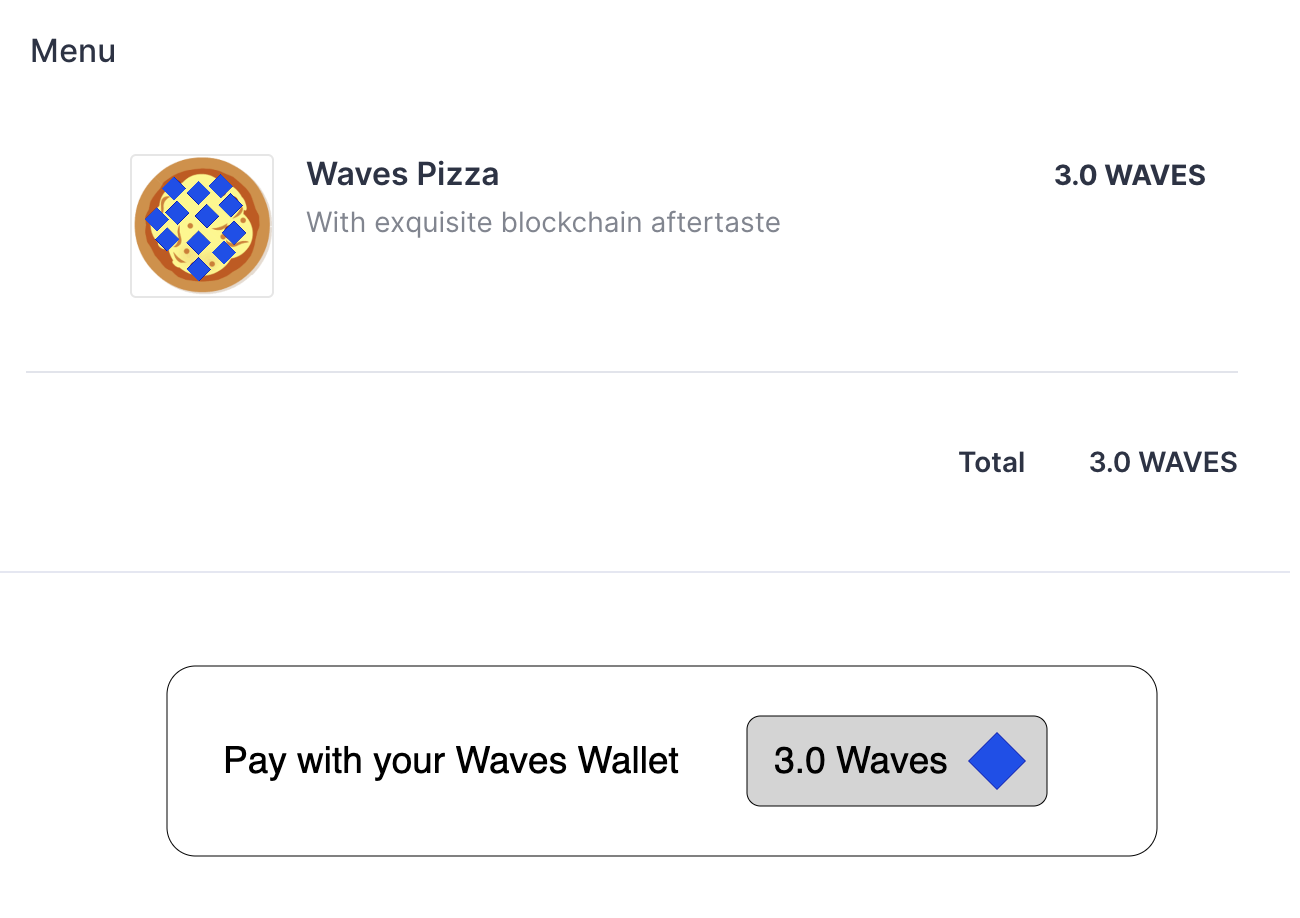 Menu
Waves Pizza
3.0 WAVES
With exquisite blockchain aftertaste
Total
3.0 WAVES
Pay with your Waves Wallet
3.0 Waves